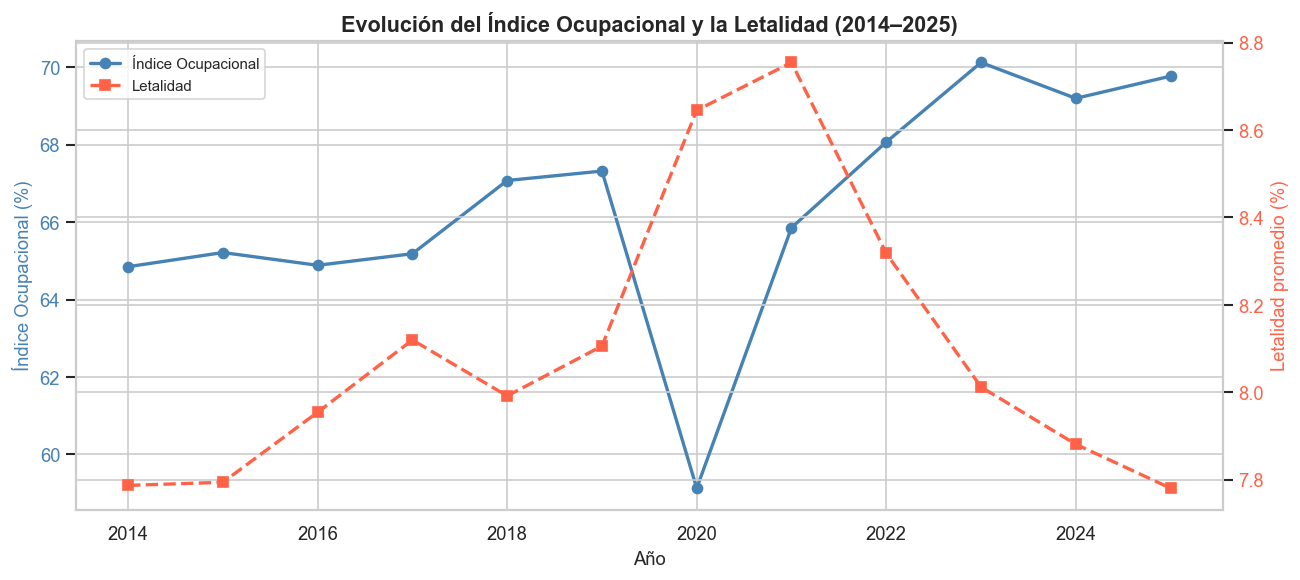 Evolución del Índice Ocupacional y la Letalidad (2014–2025)
Índice Ocupacional
Letalidad
Índice Ocupacional (%)
70
68
66
64
62
60
Letalidad promedio (%)
8.8
8.6
8.4
8.2
8.0
7.8
2014 2016 2018 2020 2022 2024
Año